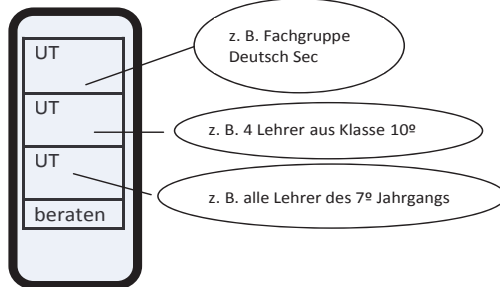 UT
z. B. Fachgruppe
Deutsch Sec
UT
z. B. 4 Lehrer aus Klasse 10º
UT
z. B. alle Lehrer des 7º Jahrgangs
beraten